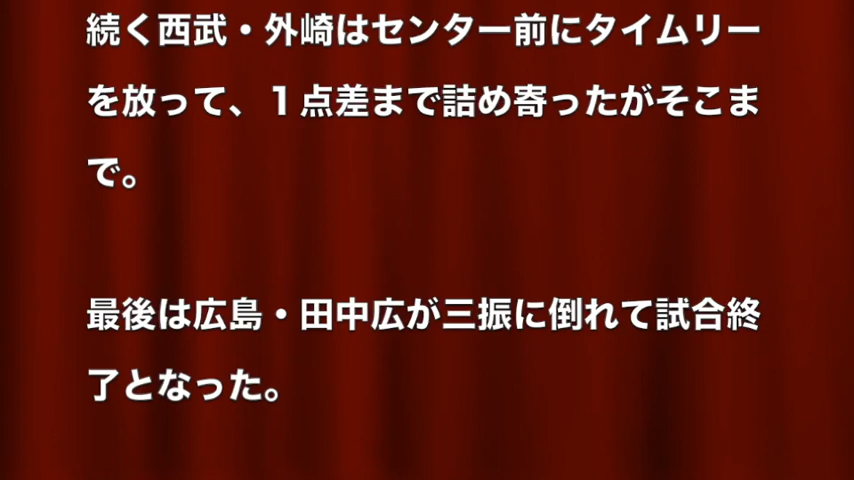 続く西武・外崎はセンター前にタイムリー
を放って、１点差まで詰め寄ったがそこま
で。
最後は広島・田中広が三振に倒れて試合終
了となった。